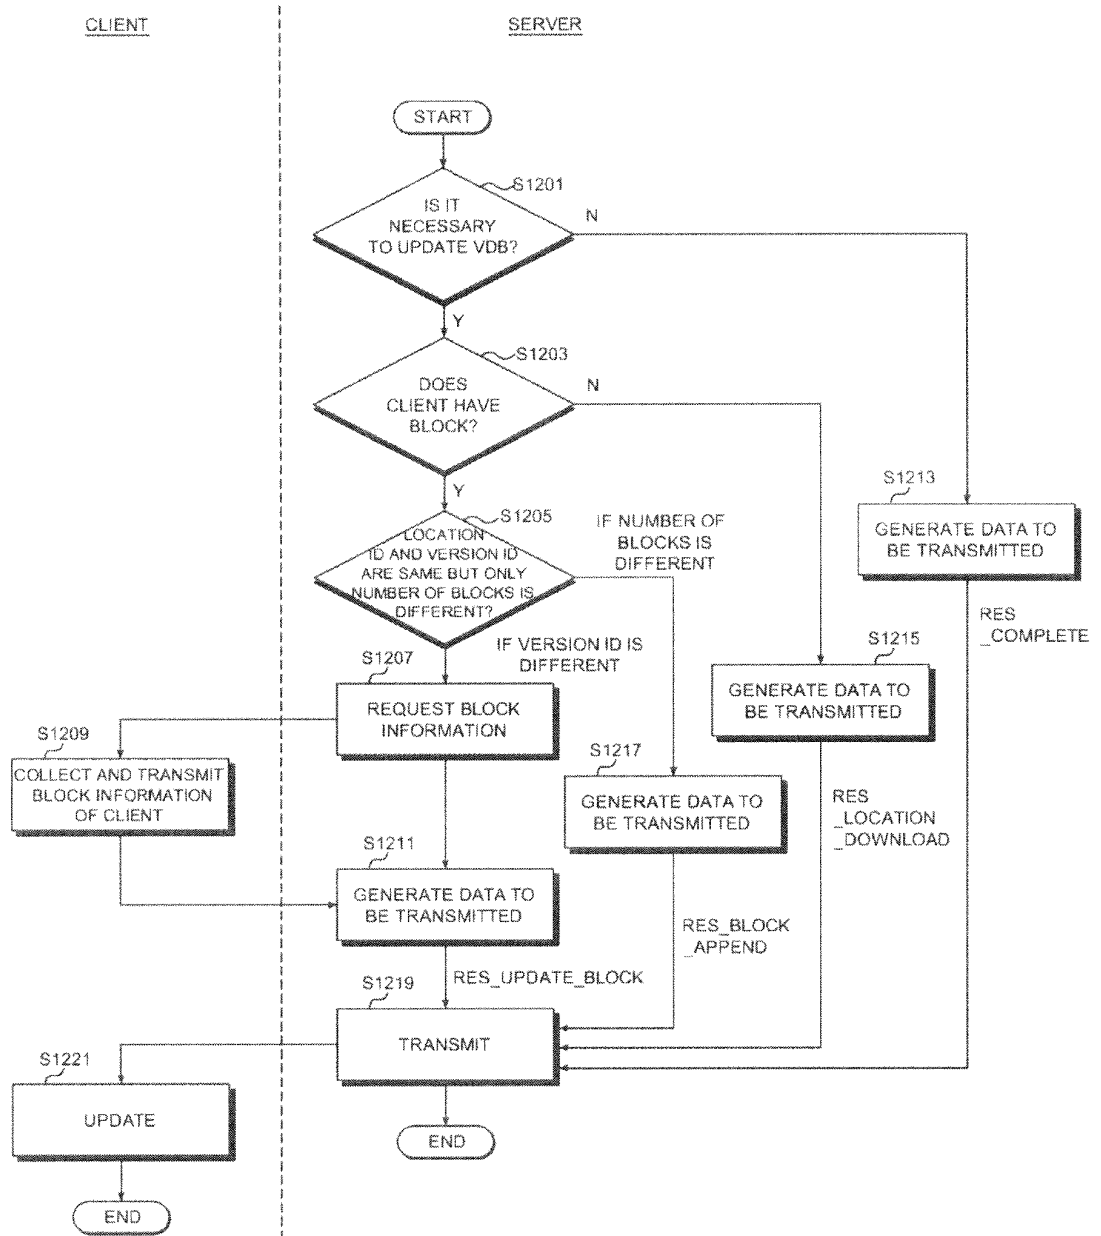 CLIENT
SERVER
START
S1201
IS IT
NECESSARY
TO UPDATE VDB?
N
Y
S1203
DOES
CLIENT HAVE
BLOCK?
N
Y
S1205
LOCATION
ID AND VERSION ID
ARE SAME BUT ONLY
NUMBER OF BLOCKS IS
DIFFERENT?
IF NUMBER OF
BLOCKS IS
DIFFERENT
IF VERSION ID IS
DIFFERENT
S1213
GENERATE DATA TO
BE TRANSMITTED
RES
_COMPLETE
S1215
GENERATE DATA TO
BE TRANSMITTED
RES
_LOCATION
_DOWNLOAD
S1207
REQUEST BLOCK
INFORMATION
S1209
COLLECT AND TRANSMIT
BLOCK INFORMATION
OF CLIENT
S1217
GENERATE DATA TO
BE TRANSMITTED
RES_BLOCK
_APPEND
S1211
GENERATE DATA TO
BE TRANSMITTED
RES_UPDATE_BLOCK
S1219
TRANSMIT
S1221
UPDATE
END
END